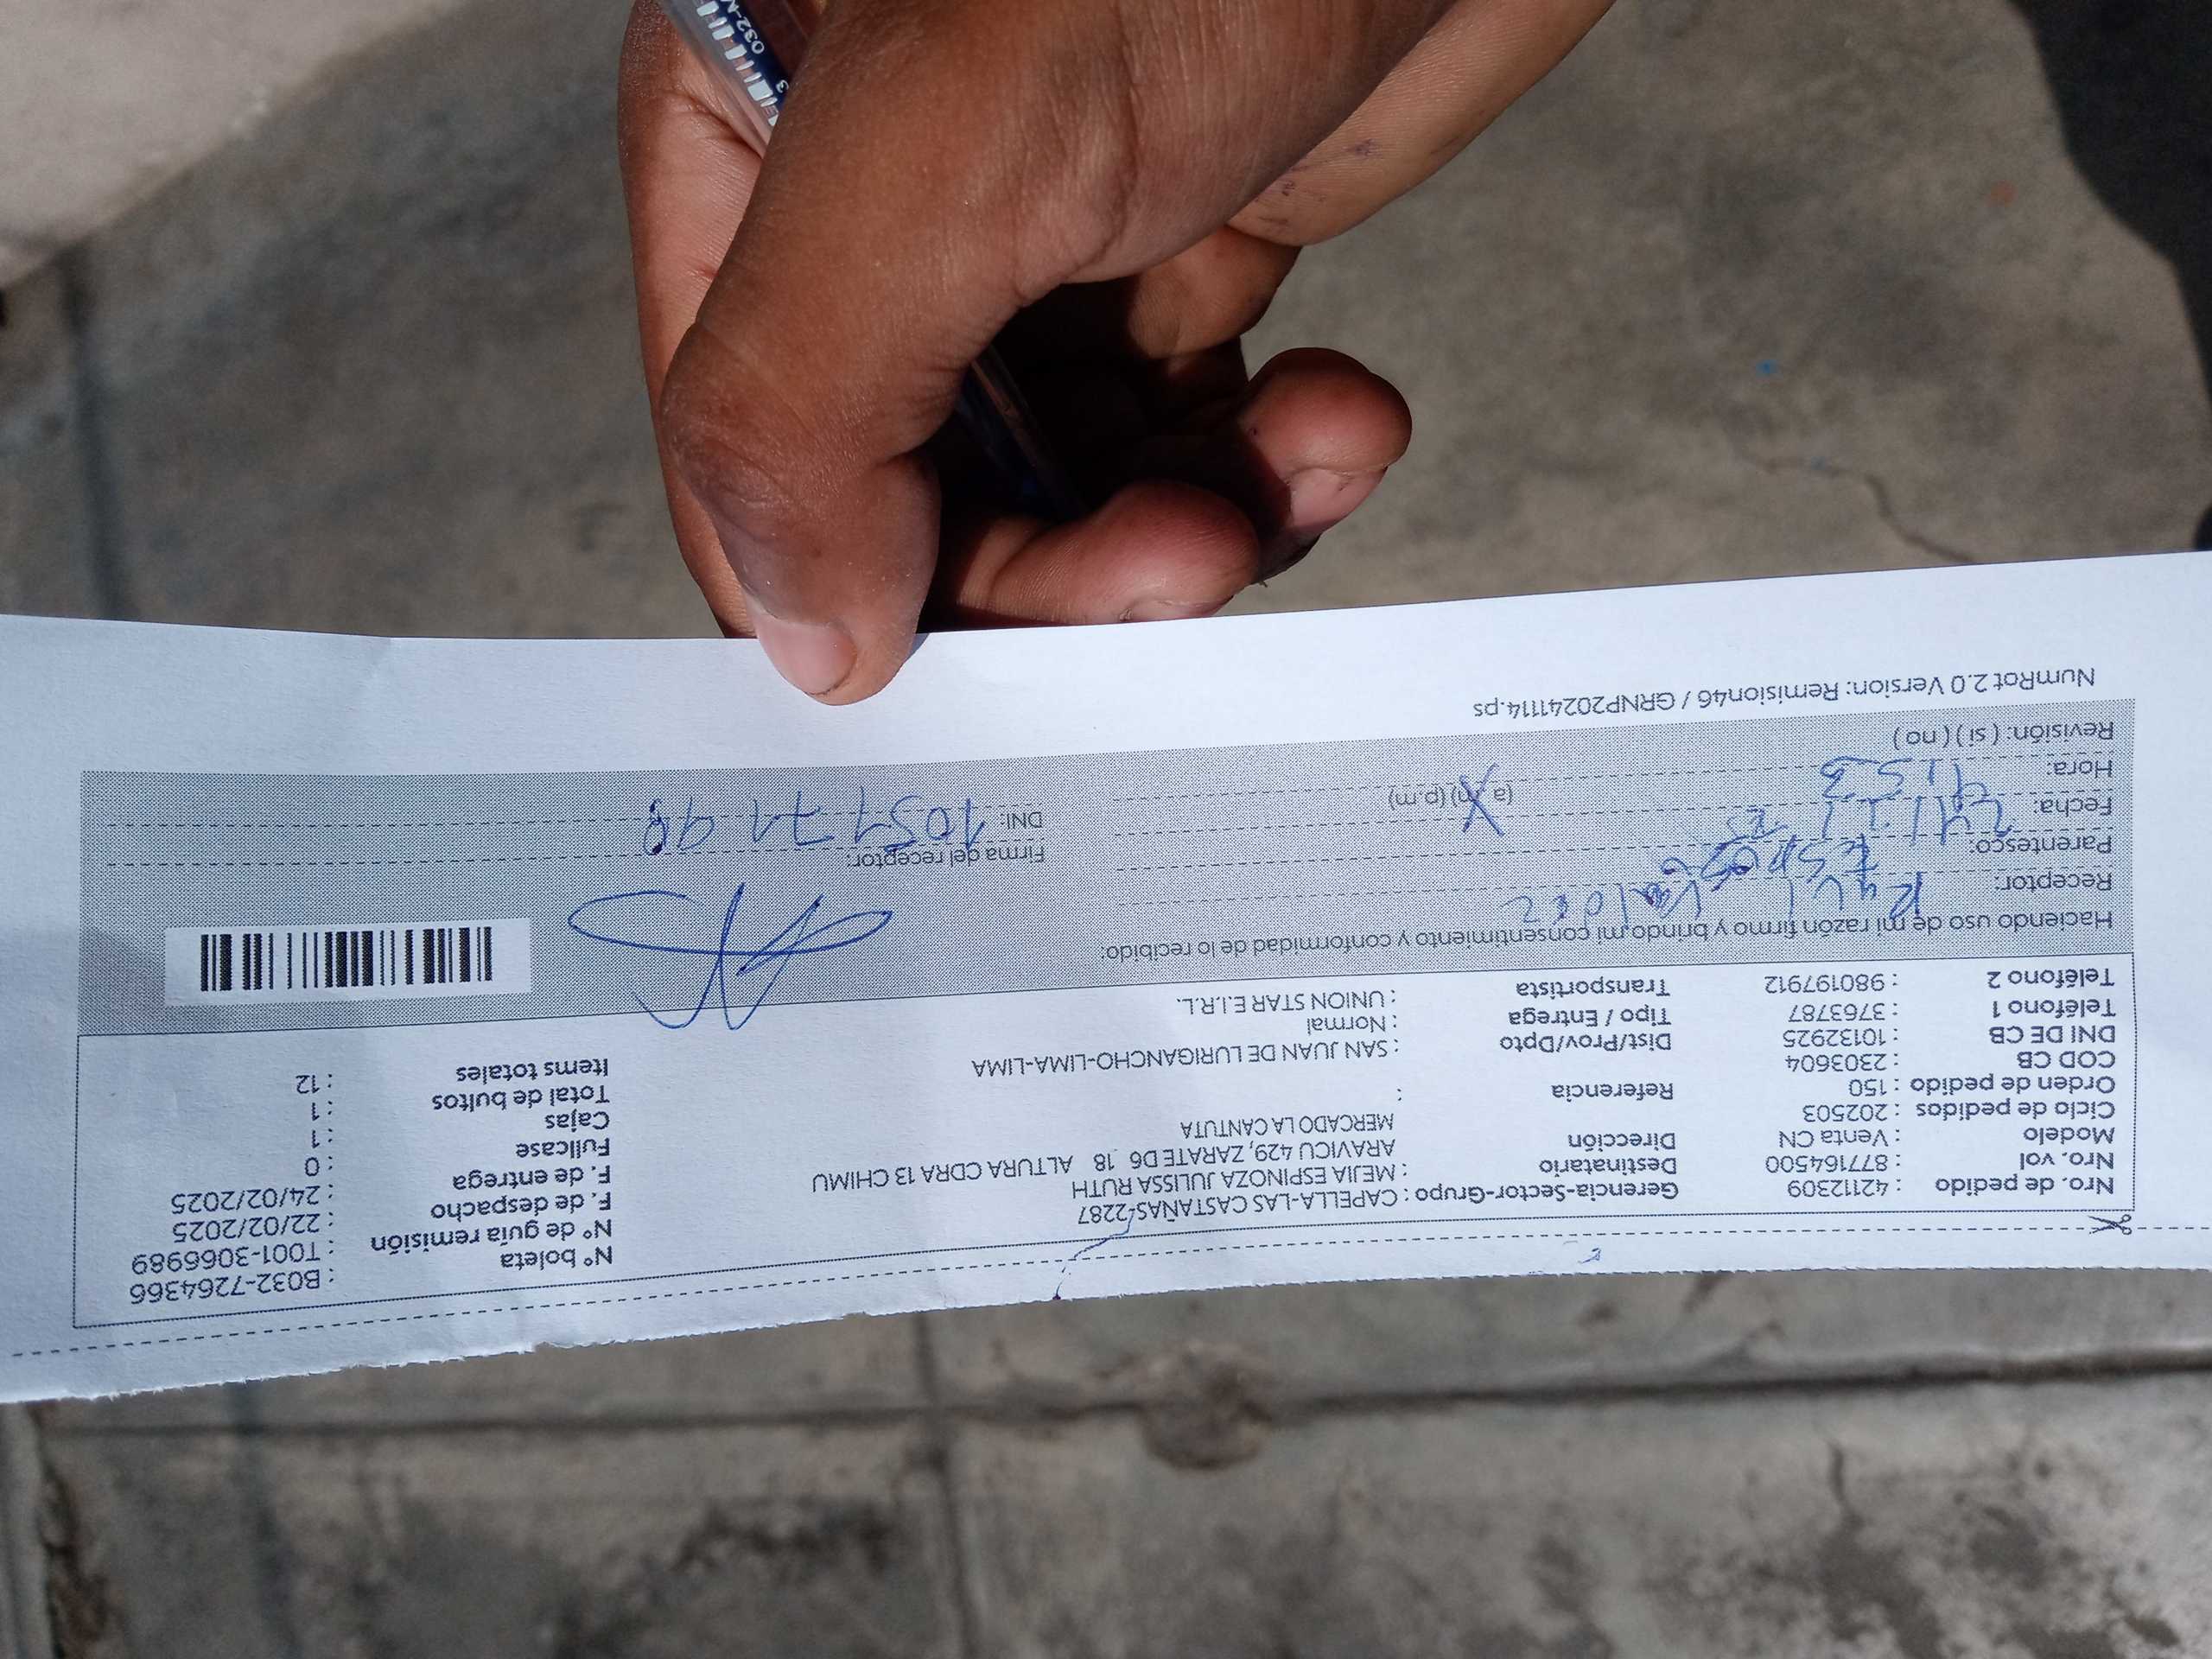 Nº boleta : B032-7264366
Nº de guía remisión : T001-3066989
Nro. de pedido : 42112309 Gerencia-Sector-Grupo : CAPELLA-LAS CASTAÑAS-2287 F. de despacho : 22/02/2025
Nro. vol : 877164500 Destinatario : MEJIA ESPINOZA JULISSA RUTH F. de entrega : 24/02/2025
Modelo : Venta CN Dirección ARAVICU 429, ZARATE D6 18 ALTURA CDRA 13 CHIMU Fullcase : 0
Ciclo de pedidos : 202503 MERCADO LA CANTUTA Cajas : 1
Orden de pedido : 150 Referencia : Total de bultos : 1
COD CB : 2303604 Items totales : 12
DNI DE CB : 10132925 Dist/Prov/Dpto : SAN JUAN DE LURIGANCHO-LIMA-LIMA
Teléfono 1 : 3763787 Tipo / Entrega : Normal
Teléfono 2 : 980197912 Transportista : UNION STAR E.I.R.L.
Haciendo uso de mi razón firmo y brindo mi consentimiento y conformidad de lo recibido:
Receptor:
Parentesco: Esposo Firma del receptor:
Fecha: DNI:
Hora: (a.m) (p.m)
Revisión: ( si ) ( no )
NumRot 2.0 Version: Remision46 / GRNP20241114.ps